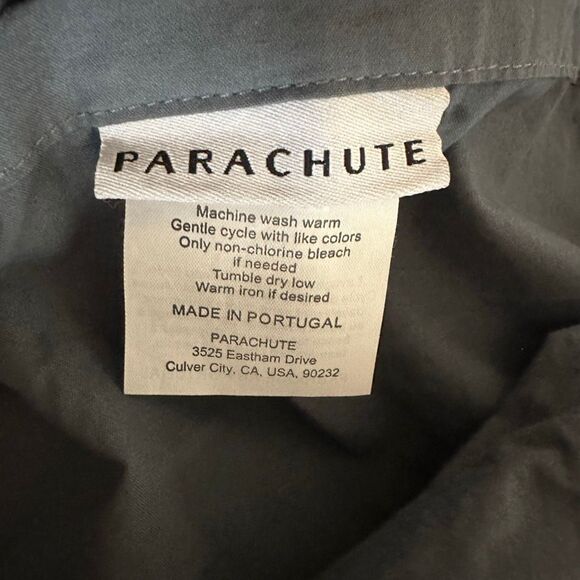 PARACHUTE
Machine wash warm
Gentle cycle with like colors
Only non-chlorine bleach
if needed
Tumble dry low
Warm iron if desired
MADE IN PORTUGAL
PARACHUTE
3525 Eastham Drive
Culver City, CA, USA, 90232